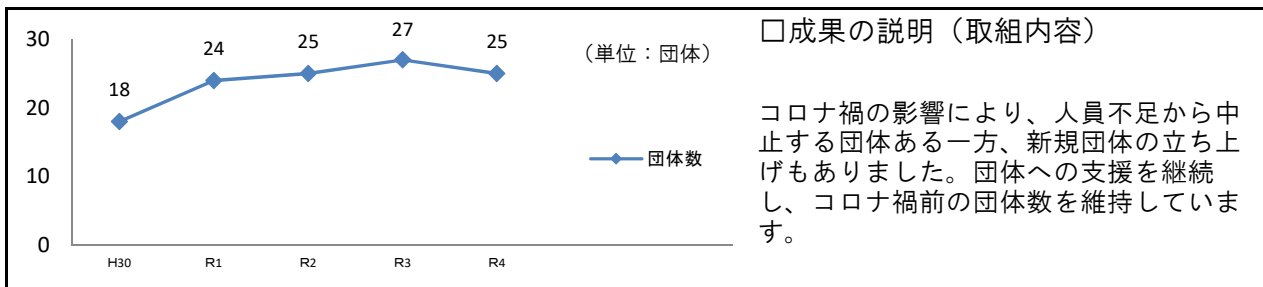 30
20
10
0
18
24
25
27
25
（単位：団体）
団体数
H30
R1
R2
R3
R4
□成果の説明（取組内容）
コロナ禍の影響により、人員不足から中
止する団体ある一方、新規団体の立ち上
げもありました。団体への支援を継続
し、コロナ禍前の団体数を維持していま
す。